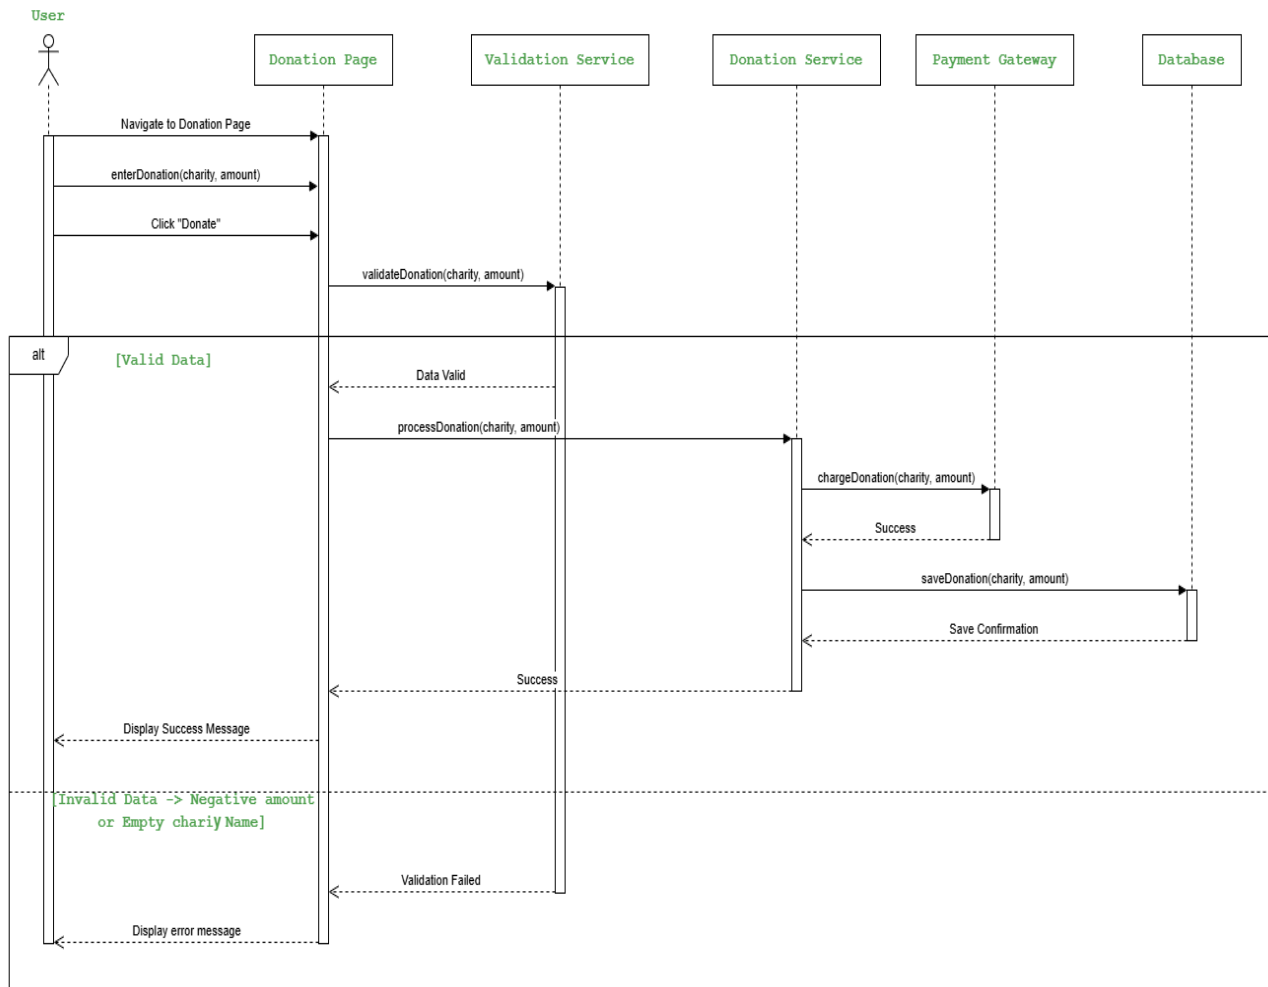 User
Donation Page
Validation Service
Donation Service
Payment Gateway
Database
Navigate to Donation Page
enterDonation(charity, amount)
Click "Donate"
validateDonation(charity, amount)
alt
[Valid Data]
Data Valid
processDonation(charity, amount)
chargeDonation(charity, amount)
Success
saveDonation(charity, amount)
Save Confirmation
Success
Display Success Message
[Invalid Data -> Negative amount
or Empty chariy Name]
Validation Failed
Display error message